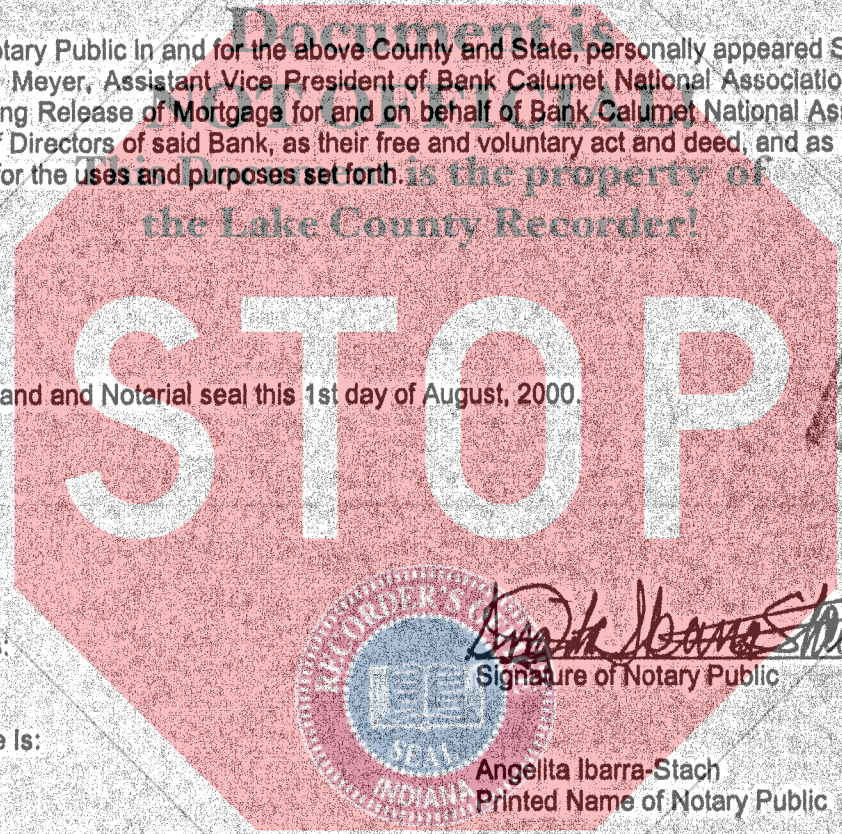 Document is
otary Public in and for the above County and State, personally appeared S
Meyer, Assistant Vice President of Bank Calumet National Associatio
ng Release of Mortgage for and on behalf of Bank Calumet National Ass
NOT OFFICIAL!
f Directors of said Bank, as their free and voluntary act and deed, and as
for the uses and purposes set forth.
This Document is the property of
the Lake County Recorder!
STOP
and and Notarial seal this 1st day of August, 2000.
RECORDER'S
SEAL
INDIANA
s:
Signature of Notary Public
e is:
Angelita Ibarra-Stach
Printed Name of Notary Public